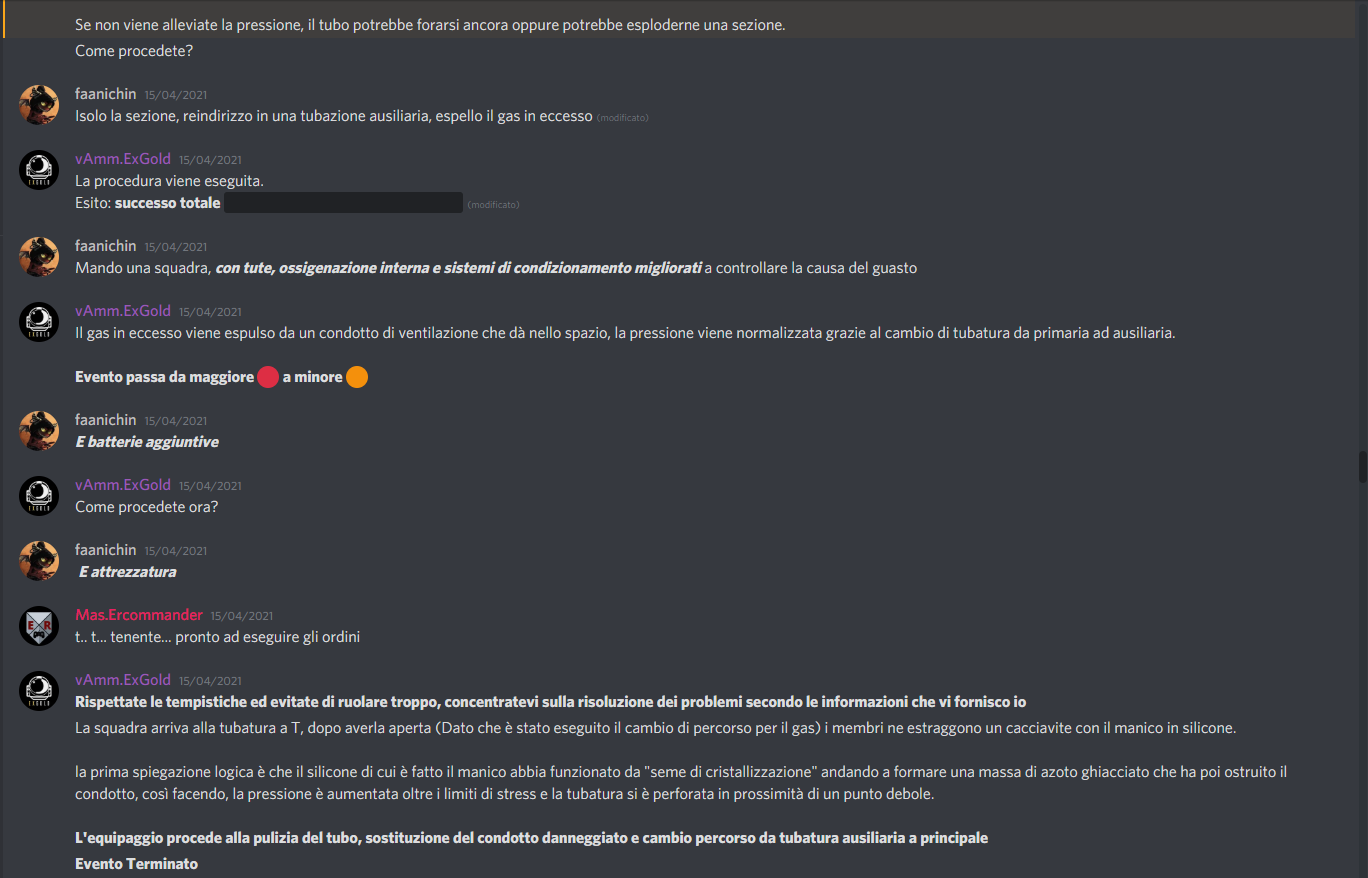 Se non viene alleviate la pressione, il tubo potrebbe forarsi ancora oppure potrebbe esploderne una sezione.
Come procedete?
faanichin 15/04/2021
Isolo la sezione, reindirizzo in una tubazione ausiliaria, espello il gas in eccesso (modificato)
vAmm.ExGold 15/04/2021
La procedura viene eseguita.
Esito: successo totale (modificato)
faanichin 15/04/2021
Mando una squadra, con tute, ossigenazione interna e sistemi di condizionamento migliorati a controllare la causa del guasto
vAmm.ExGold 15/04/2021
Il gas in eccesso viene espulso da un condotto di ventilazione che dà nello spazio, la pressione viene normalizzata grazie al cambio di tubatura da primaria ad ausiliaria.
Evento passa da maggiore 🔴 a minore 🟠
faanichin 15/04/2021
E batterie aggiuntive
vAmm.ExGold 15/04/2021
Come procedete ora?
faanichin 15/04/2021
E attrezzatura
Mas.Ercommander 15/04/2021
t.. t... tenente... pronto ad eseguire gli ordini
vAmm.ExGold 15/04/2021
Rispettate le tempistiche ed evitate di ruolare troppo, concentratevi sulla risoluzione dei problemi secondo le informazioni che vi fornisco io
La squadra arriva alla tubatura a T, dopo averla aperta (Dato che è stato eseguito il cambio di percorso per il gas) i membri ne estraggono un cacciavite con il manico in silicone.
la prima spiegazione logica è che il silicone di cui è fatto il manico abbia funzionato da "seme di cristallizzazione" andando a formare una massa di azoto ghiacciato che ha poi ostruito il
condotto, così facendo, la pressione è aumentata oltre i limiti di stress e la tubatura si è perforata in prossimità di un punto debole.
L'equipaggio procede alla pulizia del tubo, sostituzione del condotto danneggiato e cambio percorso da tubatura ausiliaria a principale
Evento Terminato